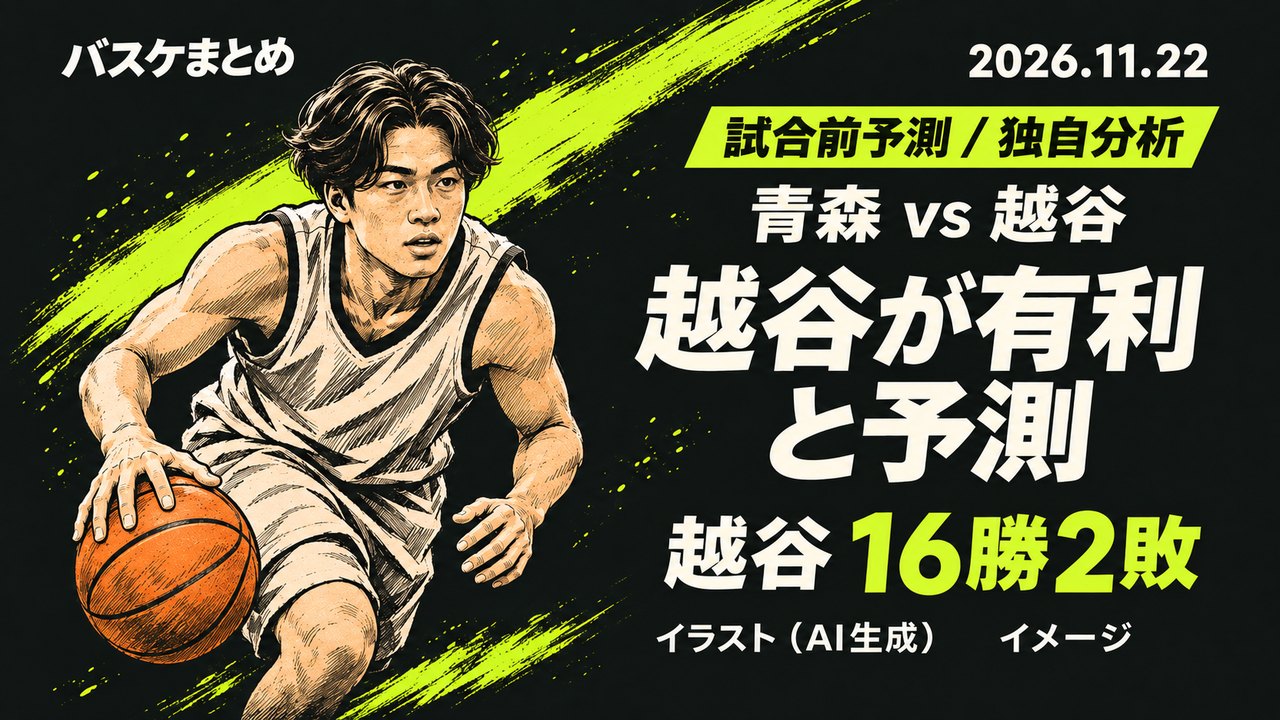 バスケまとめ
2026.11.22
試合前予測 / 独自分析
青森 vs 越谷
越谷が有利
と予測
越谷 16勝2敗
イラスト(AI生成) イメージ